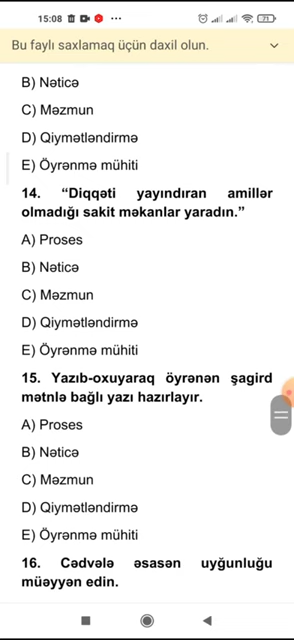 15:08
71
Bu faylı saxlamaq üçün daxil olun.
B) Nəticə
C) Məzmun
D) Qiymətləndirmə
E) Öyrənmə mühiti
14. “Diqqəti yayındıran amillər
olmadığı sakit məkanlar yaradın.”
A) Proses
B) Nəticə
C) Məzmun
D) Qiymətləndirmə
E) Öyrənmə mühiti
15. Yazıb-oxuyaraq öyrənən şagird
mətnlə bağlı yazı hazırlayır.
A) Proses
B) Nəticə
C) Məzmun
D) Qiymətləndirmə
E) Öyrənmə mühiti
16. Cədvələ əsasən uyğunluğu
müəyyən edin.